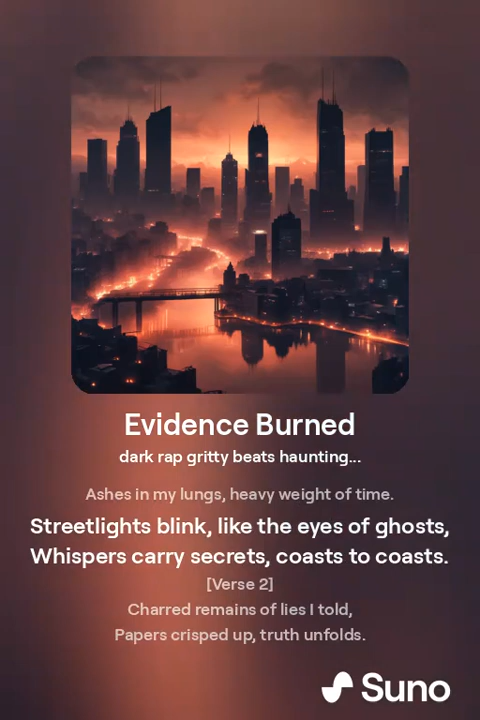 Evidence Burned
dark rap gritty beats haunting...
Ashes in my lungs, heavy weight of time.
Streetlights blink, like the eyes of ghosts,
Whispers carry secrets, coasts to coasts.
[Verse 2]
Charred remains of lies I told,
Papers crisped up, truth unfolds.
Suno